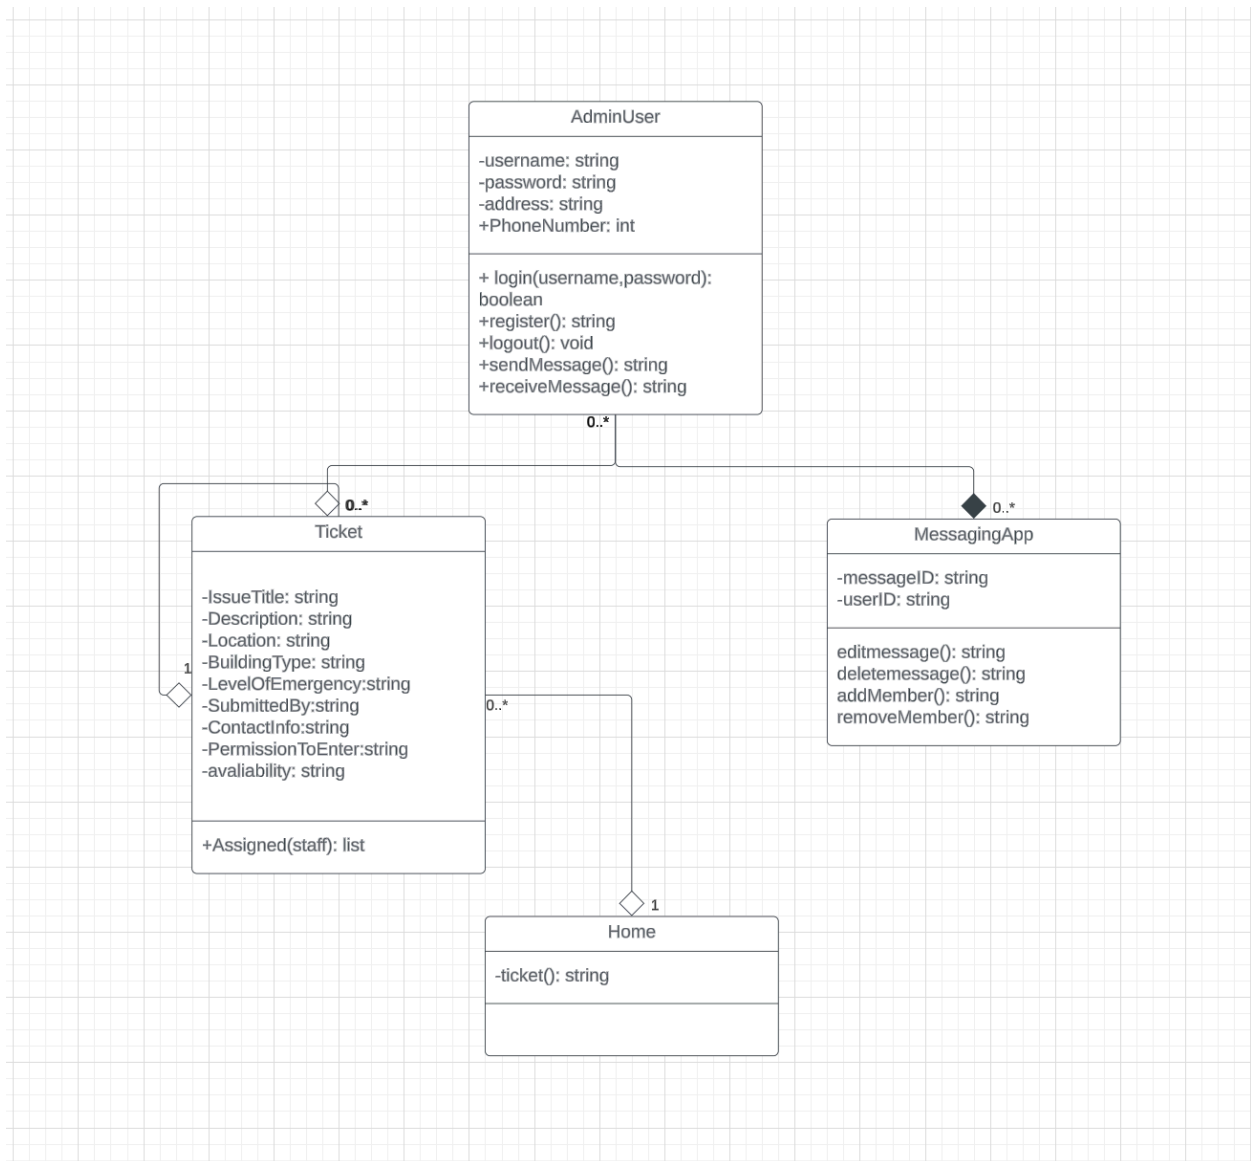 AdminUser
-username: string
-password: string
-address: string
+PhoneNumber: int
+ login(username,password):
boolean
+register(): string
+logout(): void
+sendMessage(): string
+receiveMessage(): string
0..*
0..*
0..*
Ticket
-IssueTitle: string
-Description: string
-Location: string
-BuildingType: string
-LevelOfEmergency:string
-SubmittedBy:string
-ContactInfo:string
-PermissionToEnter:string
-avaliability: string
+Assigned(staff): list
1
0..*
MessagingApp
-messageID: string
-userID: string
editmessage(): string
deletemessage(): string
addMember(): string
removeMember(): string
1
Home
-ticket(): string